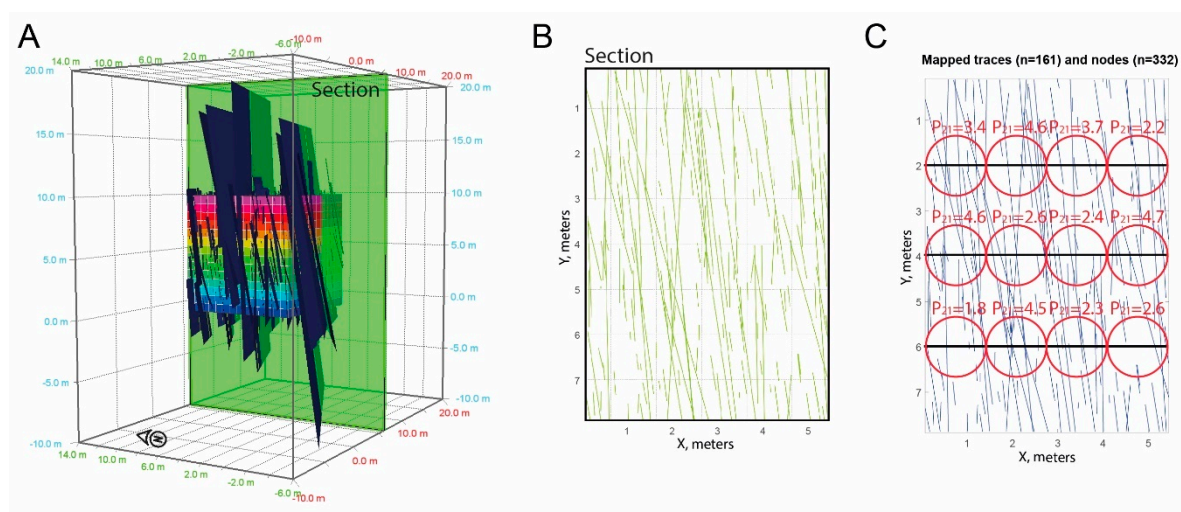 A
14.0 m 10.0 m 6.0 m 2.0 m -2.0 m -6.0 m
-10.0 m 0.0 m 10.0 m 20.0 m
20.0 m
15.0 m
10.0 m
5.0 m
0.0 m
-5.0 m
-10.0 m
Section
20.0 m
15.0 m
10.0 m
5.0 m
0.0 m
-5.0 m
-10.0 m
N
14.0 m 10.0 m 6.0 m 2.0 m -2.0 m -6.0 m
-10.0 m 0.0 m 10.0 m 20.0 m
B
Section
Y, meters
1
2
3
4
5
6
7
1 2 3 4 5
X, meters
C
Mapped traces (n=161) and nodes (n=332)
Y, meters
1
P21=3.4 P21=4.6 P21=3.7 P21=2.2
2
3
P21=4.6 P21=2.6 P21=2.4 P21=4.7
4
5
P21=1.8 P21=4.5 P21=2.3 P21=2.6
6
7
1 2 3 4 5
X, meters